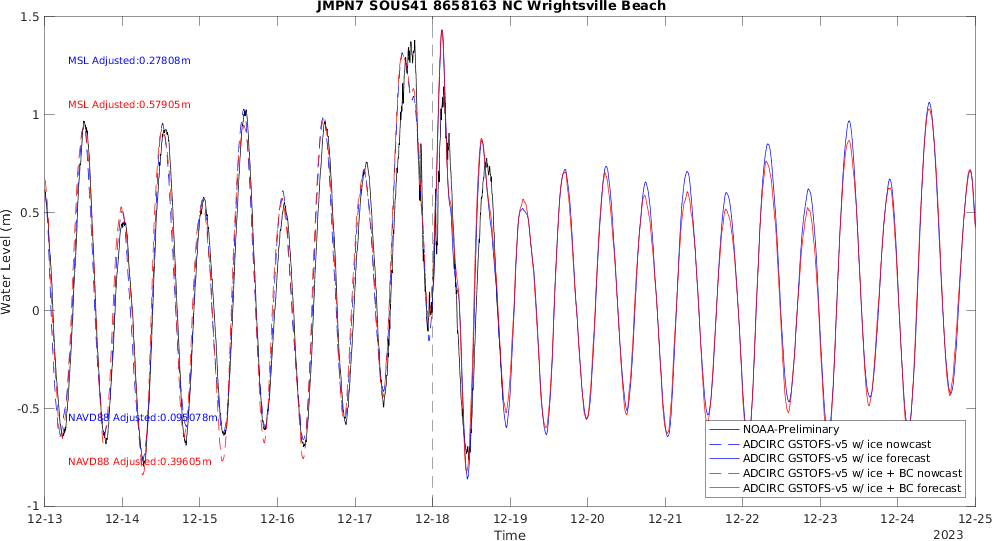 JMPN7 SOUS41 8658163 NC Wrightsville Beach
1.5
1
0.5
0
-0.5
-1
Water Level (m)
MSL Adjusted:0.27808m
MSL Adjusted:0.57905m
NAVD88 Adjusted:0.095078m
NAVD88 Adjusted:0.39605m
NOAA-Preliminary
ADCIRC GSTOFS-v5 w/ ice nowcast
ADCIRC GSTOFS-v5 w/ ice forecast
ADCIRC GSTOFS-v5 w/ ice + BC nowcast
ADCIRC GSTOFS-v5 w/ ice + BC forecast
12-13 12-14 12-15 12-16 12-17 12-18 12-19 12-20 12-21 12-22 12-23 12-24 12-25
Time
2023